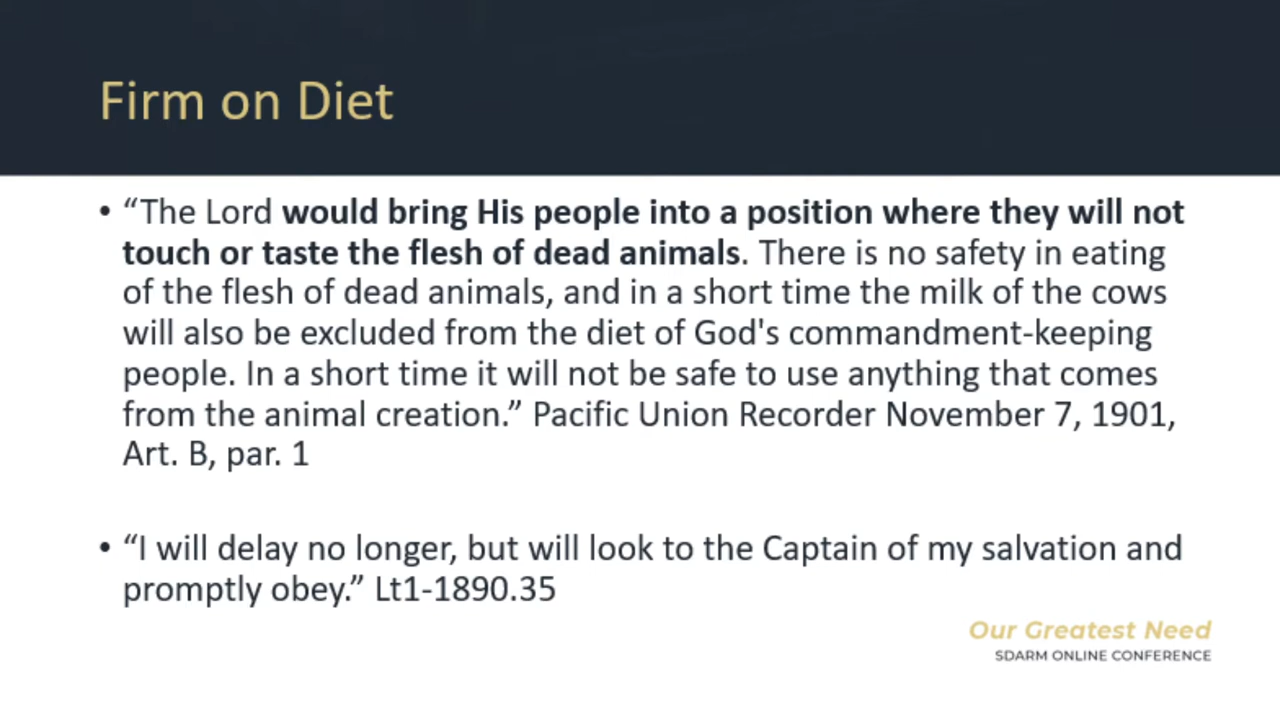 Firm on Diet
• “The Lord would bring His people into a position where they will not
touch or taste the flesh of dead animals. There is no safety in eating
of the flesh of dead animals, and in a short time the milk of the cows
will also be excluded from the diet of God's commandment-keeping
people. In a short time it will not be safe to use anything that comes
from the animal creation.” Pacific Union Recorder November 7, 1901,
Art. B, par. 1
• “I will delay no longer, but will look to the Captain of my salvation and
promptly obey.” Lt1-1890.35
Our Greatest Need
SDARM ONLINE CONFERENCE